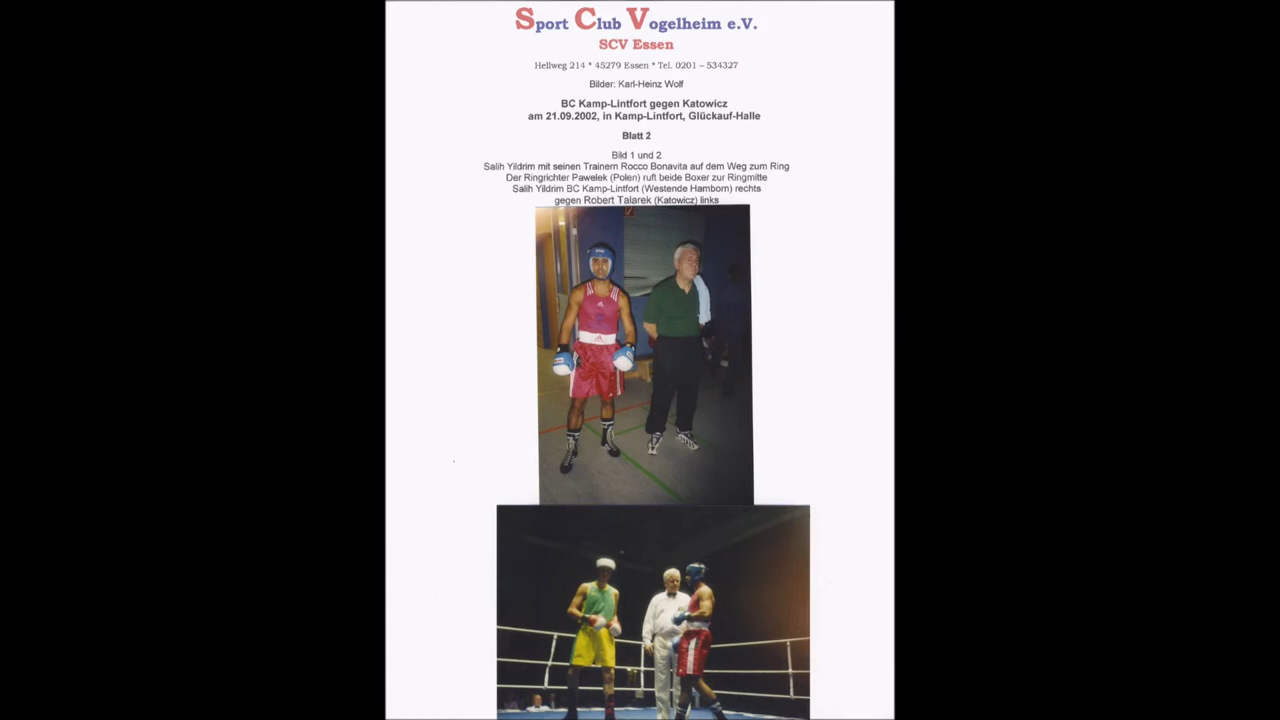 Sport Club Vogelheim e.V.
SCV Essen
Hellweg 214 * 45279 Essen * Tel. 0201 – 534327
Bilder: Karl-Heinz Wolf
BC Kamp-Lintfort gegen Katowicz
am 21.09.2002, in Kamp-Lintfort, Glückauf-Halle
Blatt 2
Bild 1 und 2
Salih Yildrim mit seinen Trainern Rocco Bonavita auf dem Weg zum Ring
Der Ringrichter Pawelek (Polen) ruft beide Boxer zur Ringmitte
Salih Yildrim BC Kamp-Lintfort (Westende Hamborn) rechts
gegen Robert Talarek (Katowicz) links